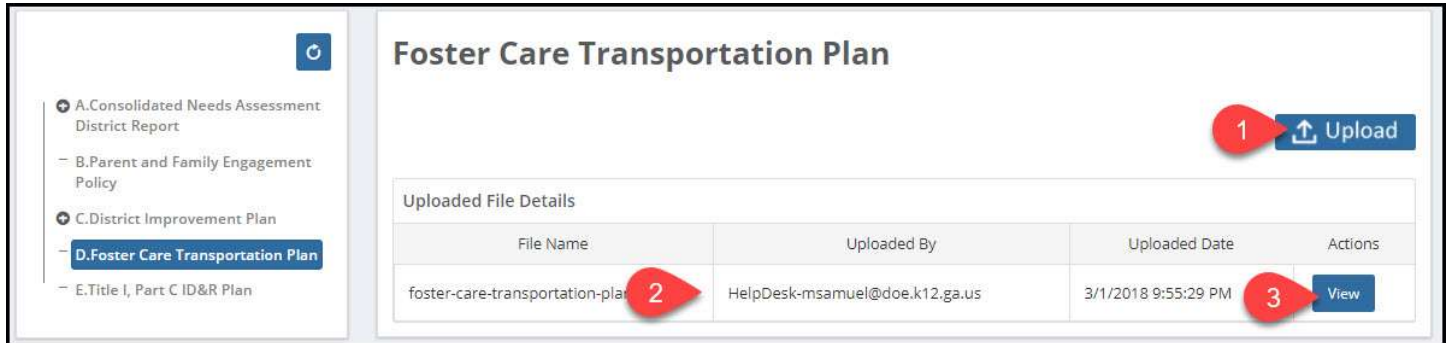 Foster Care Transportation Plan
A.Consolidated Needs Assessment
District Report
B.Parent and Family Engagement
Policy
C.District Improvement Plan
D.Foster Care Transportation Plan
E.Title I, Part C ID&R Plan
1
Upload
Uploaded File Details
File Name Uploaded By Uploaded Date Actions
foster-care-transportation-pla 2 HelpDesk-msamuel@doe.k12.ga.us 3/1/2018 9:55:29 PM 3 View